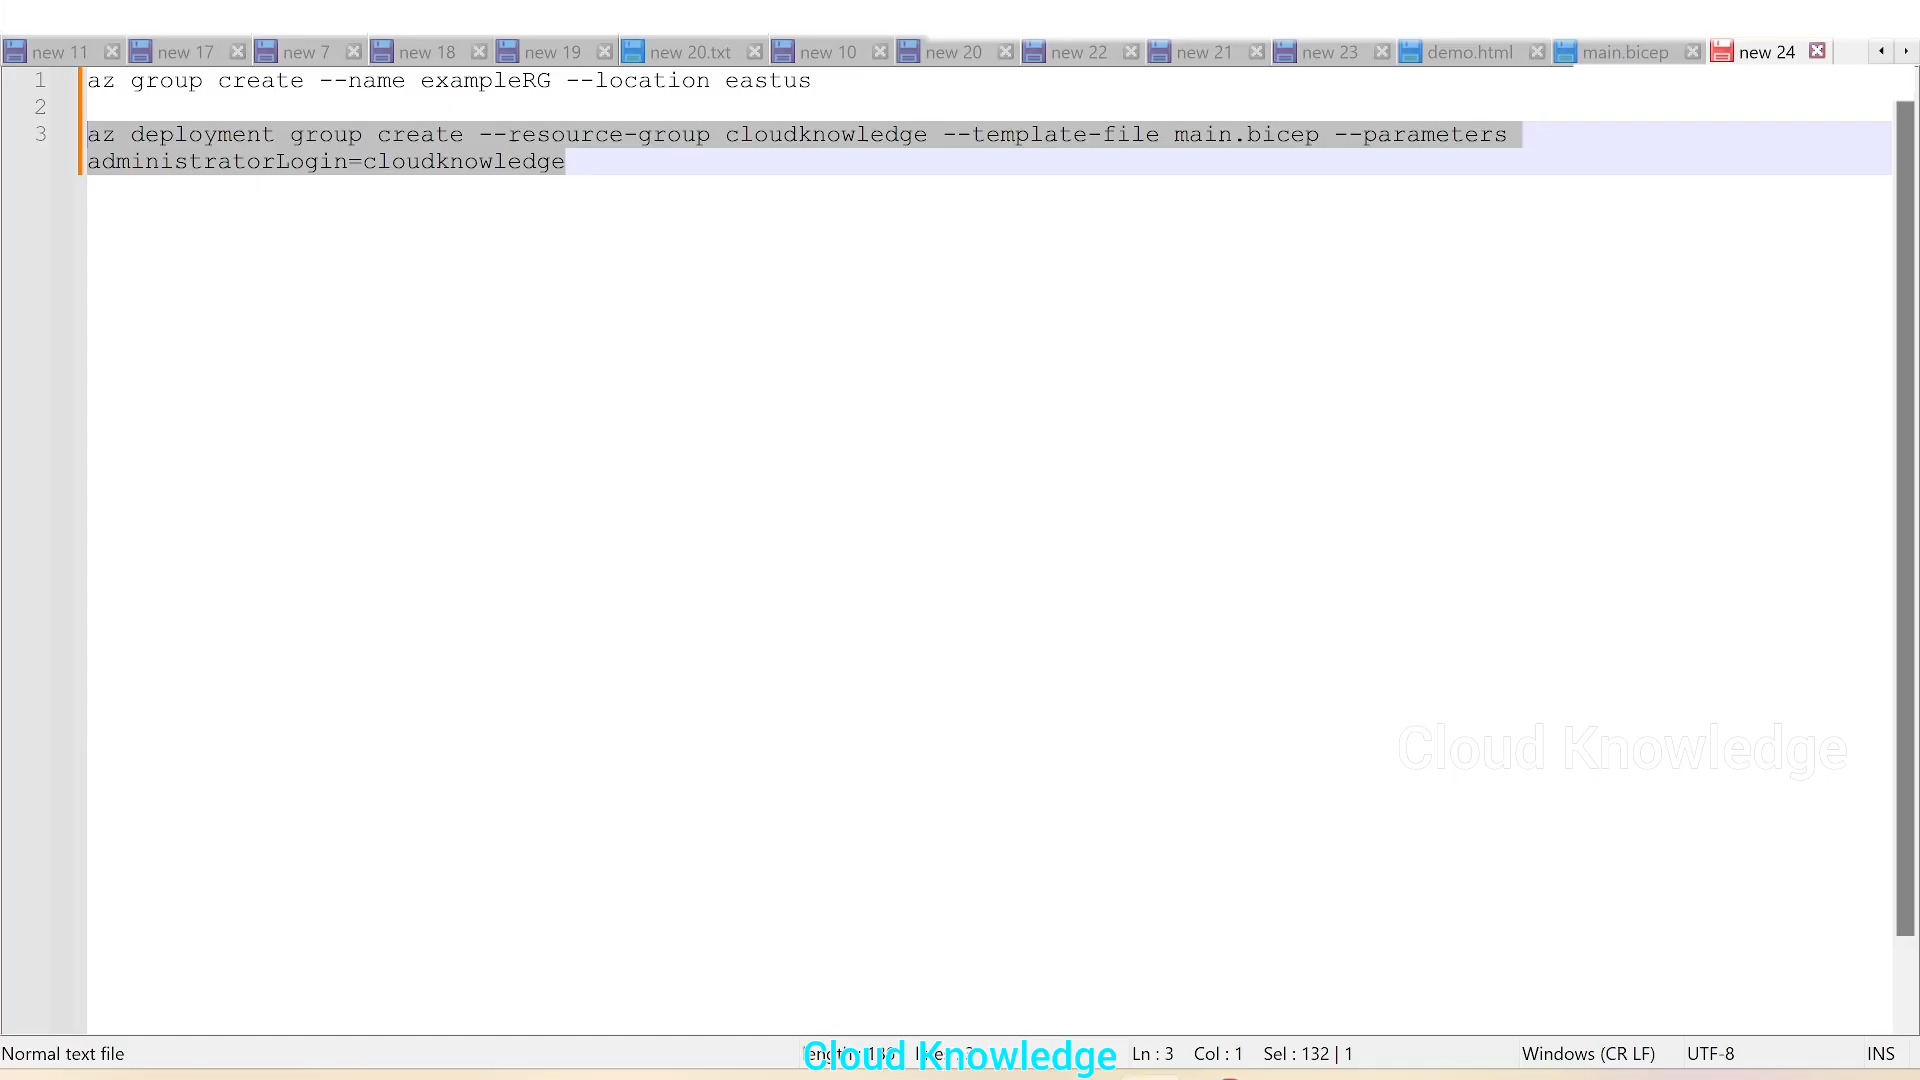 new 11 new 17 new 7 new 18 new 19 new 20.txt new 10 new 20 new 22 new 21 new 23 demo.html main.bicep new 24
1 az group create --name exampleRG --location eastus
2
3 az deployment group create --resource-group cloudknowledge --template-file main.bicep --parameters
administratorLogin=cloudknowledge
Cloud Knowledge
Normal text file Cloud Knowledge Ln : 3 Col : 1 Sel : 132 | 1 Windows (CR LF) UTF-8 INS